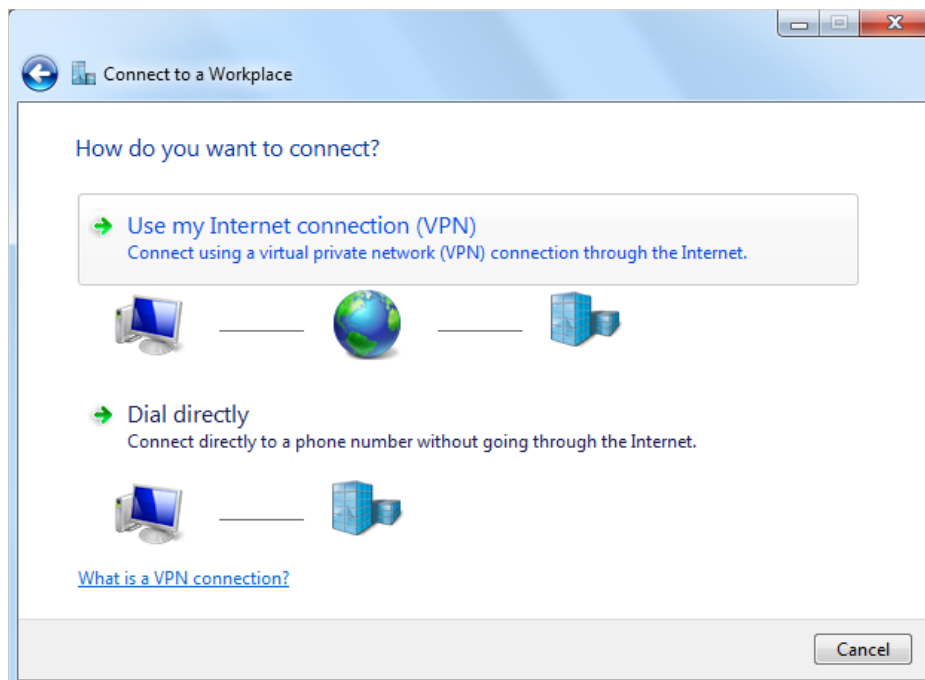 Connect to a Workplace
How do you want to connect?
Use my Internet connection (VPN)
Connect using a virtual private network (VPN) connection through the Internet.
Dial directly
Connect directly to a phone number without going through the Internet.
What is a VPN connection?
Cancel